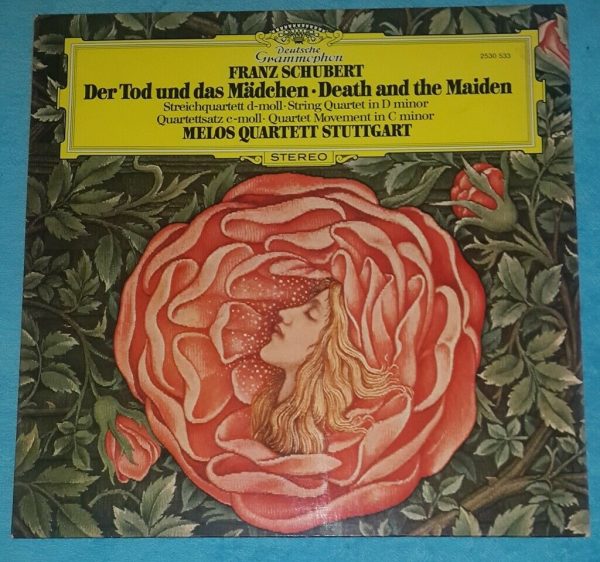 Deutsche
Grammophon
2530 533
FRANZ SCHUBERT
Der Tod und das Mädchen · Death and the Maiden
Streichquartett d-moll · String Quartet in D minor
Quartettsatz c-moll · Quartet Movement in C minor
MELOS QUARTETT STUTTGART
STEREO